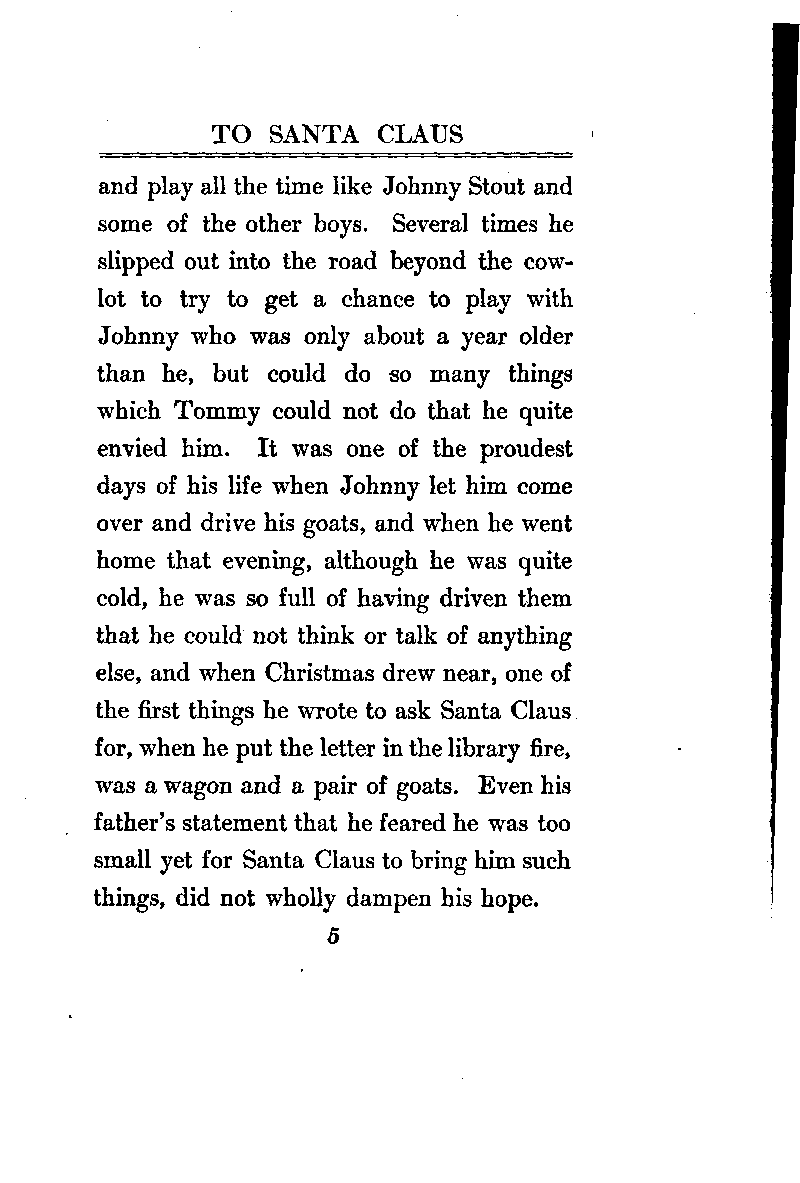 TO SANTA CLAUS
and play all the time like Johnny Stout and
some of the other boys. Several times he
slipped out into the road beyond the cow-
lot to try to get a chance to play with
Johnny who was only about a year older
than he, but could do so many things
which Tommy could not do that he quite
envied him. It was one of the proudest
days of his life when Johnny let him come
over and drive his goats, and when he went
home that evening, although he was quite
cold, he was so full of having driven them
that he could not think or talk of anything
else, and when Christmas drew near, one of
the first things he wrote to ask Santa Claus
for, when he put the letter in the library fire,
was a wagon and a pair of goats. Even his
father's statement that he feared he was too
small yet for Santa Claus to bring him such
things, did not wholly dampen his hope.
5